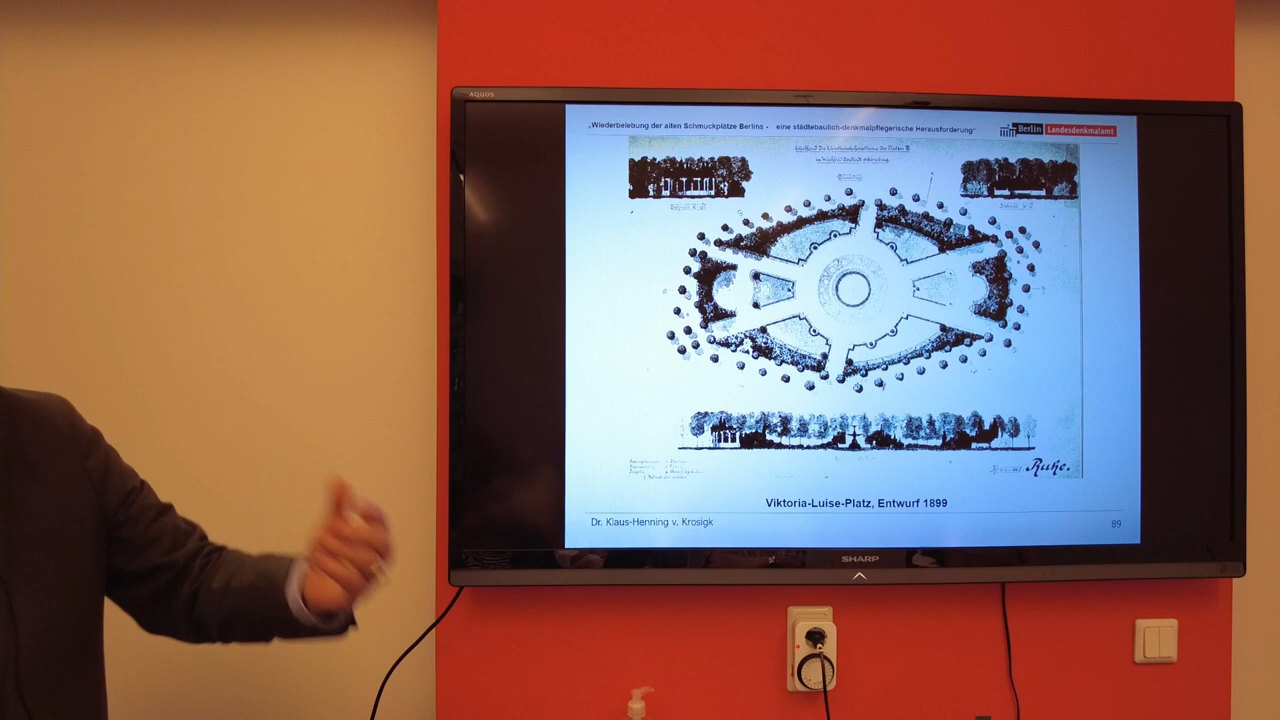 AQUOS
„Wiederbelebung der alten Schmuckplätze Berlins - eine städtebaulich-denkmalpflegerische Herausforderung“
Berlin Landesdenkmalamt
Ruhe.
Viktoria-Luise-Platz, Entwurf 1899
Dr. Klaus-Henning v. Krosigk
89
SHARP